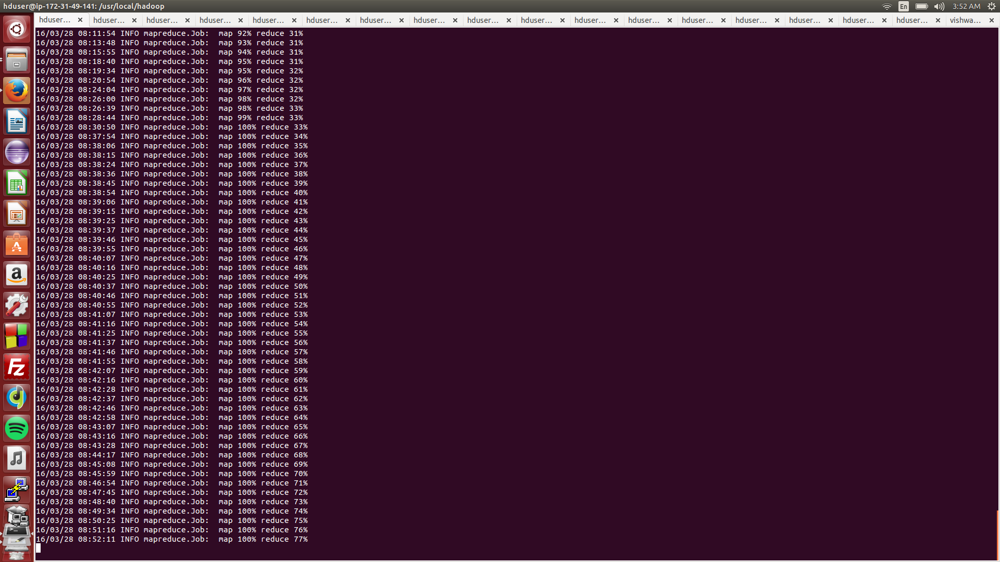 hduser@ip-172-31-49-141: /usr/local/hadoop
En
3:52 AM
hduser... × hduser... × hduser... × hduser... × hduser... × hduser... × hduser... × hduser... × hduser... × hduser... × hduser... × hduser... × hduser... × hduser... × hduser... × hduser... × hduser... × vishwa... ×
16/03/28 08:11:54 INFO mapreduce.Job:  map 92% reduce 31%
16/03/28 08:13:48 INFO mapreduce.Job:  map 93% reduce 31%
16/03/28 08:15:55 INFO mapreduce.Job:  map 94% reduce 31%
16/03/28 08:18:40 INFO mapreduce.Job:  map 95% reduce 31%
16/03/28 08:19:34 INFO mapreduce.Job:  map 95% reduce 32%
16/03/28 08:20:54 INFO mapreduce.Job:  map 96% reduce 32%
16/03/28 08:24:04 INFO mapreduce.Job:  map 97% reduce 32%
16/03/28 08:26:00 INFO mapreduce.Job:  map 98% reduce 32%
16/03/28 08:26:39 INFO mapreduce.Job:  map 98% reduce 33%
16/03/28 08:28:44 INFO mapreduce.Job:  map 99% reduce 33%
16/03/28 08:30:50 INFO mapreduce.Job:  map 100% reduce 33%
16/03/28 08:37:54 INFO mapreduce.Job:  map 100% reduce 34%
16/03/28 08:38:06 INFO mapreduce.Job:  map 100% reduce 35%
16/03/28 08:38:15 INFO mapreduce.Job:  map 100% reduce 36%
16/03/28 08:38:24 INFO mapreduce.Job:  map 100% reduce 37%
16/03/28 08:38:36 INFO mapreduce.Job:  map 100% reduce 38%
16/03/28 08:38:45 INFO mapreduce.Job:  map 100% reduce 39%
16/03/28 08:38:54 INFO mapreduce.Job:  map 100% reduce 40%
16/03/28 08:39:06 INFO mapreduce.Job:  map 100% reduce 41%
16/03/28 08:39:15 INFO mapreduce.Job:  map 100% reduce 42%
16/03/28 08:39:25 INFO mapreduce.Job:  map 100% reduce 43%
16/03/28 08:39:37 INFO mapreduce.Job:  map 100% reduce 44%
16/03/28 08:39:46 INFO mapreduce.Job:  map 100% reduce 45%
16/03/28 08:39:55 INFO mapreduce.Job:  map 100% reduce 46%
16/03/28 08:40:07 INFO mapreduce.Job:  map 100% reduce 47%
16/03/28 08:40:16 INFO mapreduce.Job:  map 100% reduce 48%
16/03/28 08:40:25 INFO mapreduce.Job:  map 100% reduce 49%
16/03/28 08:40:37 INFO mapreduce.Job:  map 100% reduce 50%
16/03/28 08:40:46 INFO mapreduce.Job:  map 100% reduce 51%
16/03/28 08:40:55 INFO mapreduce.Job:  map 100% reduce 52%
16/03/28 08:41:07 INFO mapreduce.Job:  map 100% reduce 53%
16/03/28 08:41:16 INFO mapreduce.Job:  map 100% reduce 54%
16/03/28 08:41:25 INFO mapreduce.Job:  map 100% reduce 55%
16/03/28 08:41:37 INFO mapreduce.Job:  map 100% reduce 56%
16/03/28 08:41:46 INFO mapreduce.Job:  map 100% reduce 57%
16/03/28 08:41:55 INFO mapreduce.Job:  map 100% reduce 58%
16/03/28 08:42:07 INFO mapreduce.Job:  map 100% reduce 59%
16/03/28 08:42:16 INFO mapreduce.Job:  map 100% reduce 60%
16/03/28 08:42:28 INFO mapreduce.Job:  map 100% reduce 61%
16/03/28 08:42:37 INFO mapreduce.Job:  map 100% reduce 62%
16/03/28 08:42:46 INFO mapreduce.Job:  map 100% reduce 63%
16/03/28 08:42:58 INFO mapreduce.Job:  map 100% reduce 64%
16/03/28 08:43:07 INFO mapreduce.Job:  map 100% reduce 65%
16/03/28 08:43:16 INFO mapreduce.Job:  map 100% reduce 66%
16/03/28 08:43:28 INFO mapreduce.Job:  map 100% reduce 67%
16/03/28 08:44:17 INFO mapreduce.Job:  map 100% reduce 68%
16/03/28 08:45:08 INFO mapreduce.Job:  map 100% reduce 69%
16/03/28 08:45:59 INFO mapreduce.Job:  map 100% reduce 70%
16/03/28 08:46:54 INFO mapreduce.Job:  map 100% reduce 71%
16/03/28 08:47:45 INFO mapreduce.Job:  map 100% reduce 72%
16/03/28 08:48:40 INFO mapreduce.Job:  map 100% reduce 73%
16/03/28 08:49:34 INFO mapreduce.Job:  map 100% reduce 74%
16/03/28 08:50:25 INFO mapreduce.Job:  map 100% reduce 75%
16/03/28 08:51:16 INFO mapreduce.Job:  map 100% reduce 76%
16/03/28 08:52:11 INFO mapreduce.Job:  map 100% reduce 77%
A
a
Fz